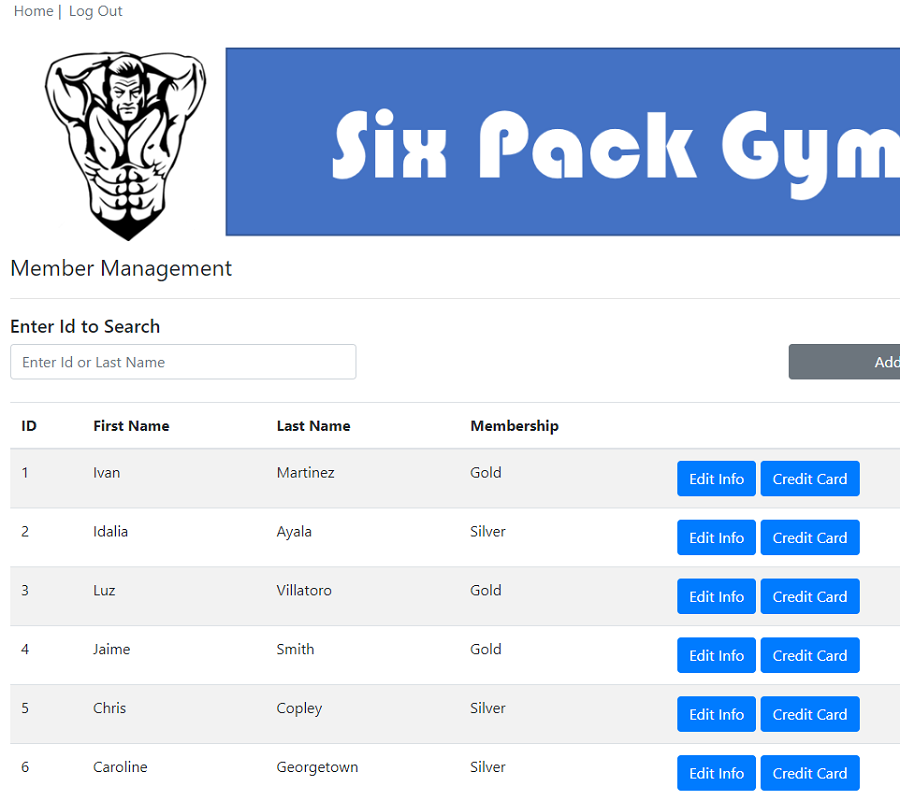 Home | Log Out
Six Pack Gym
Member Management
Enter Id to Search
Enter Id or Last Name
Add
ID First Name Last Name Membership
1 Ivan Martinez Gold Edit Info Credit Card
2 Idalia Ayala Silver Edit Info Credit Card
3 Luz Villatoro Gold Edit Info Credit Card
4 Jaime Smith Gold Edit Info Credit Card
5 Chris Copley Silver Edit Info Credit Card
6 Caroline Georgetown Silver Edit Info Credit Card